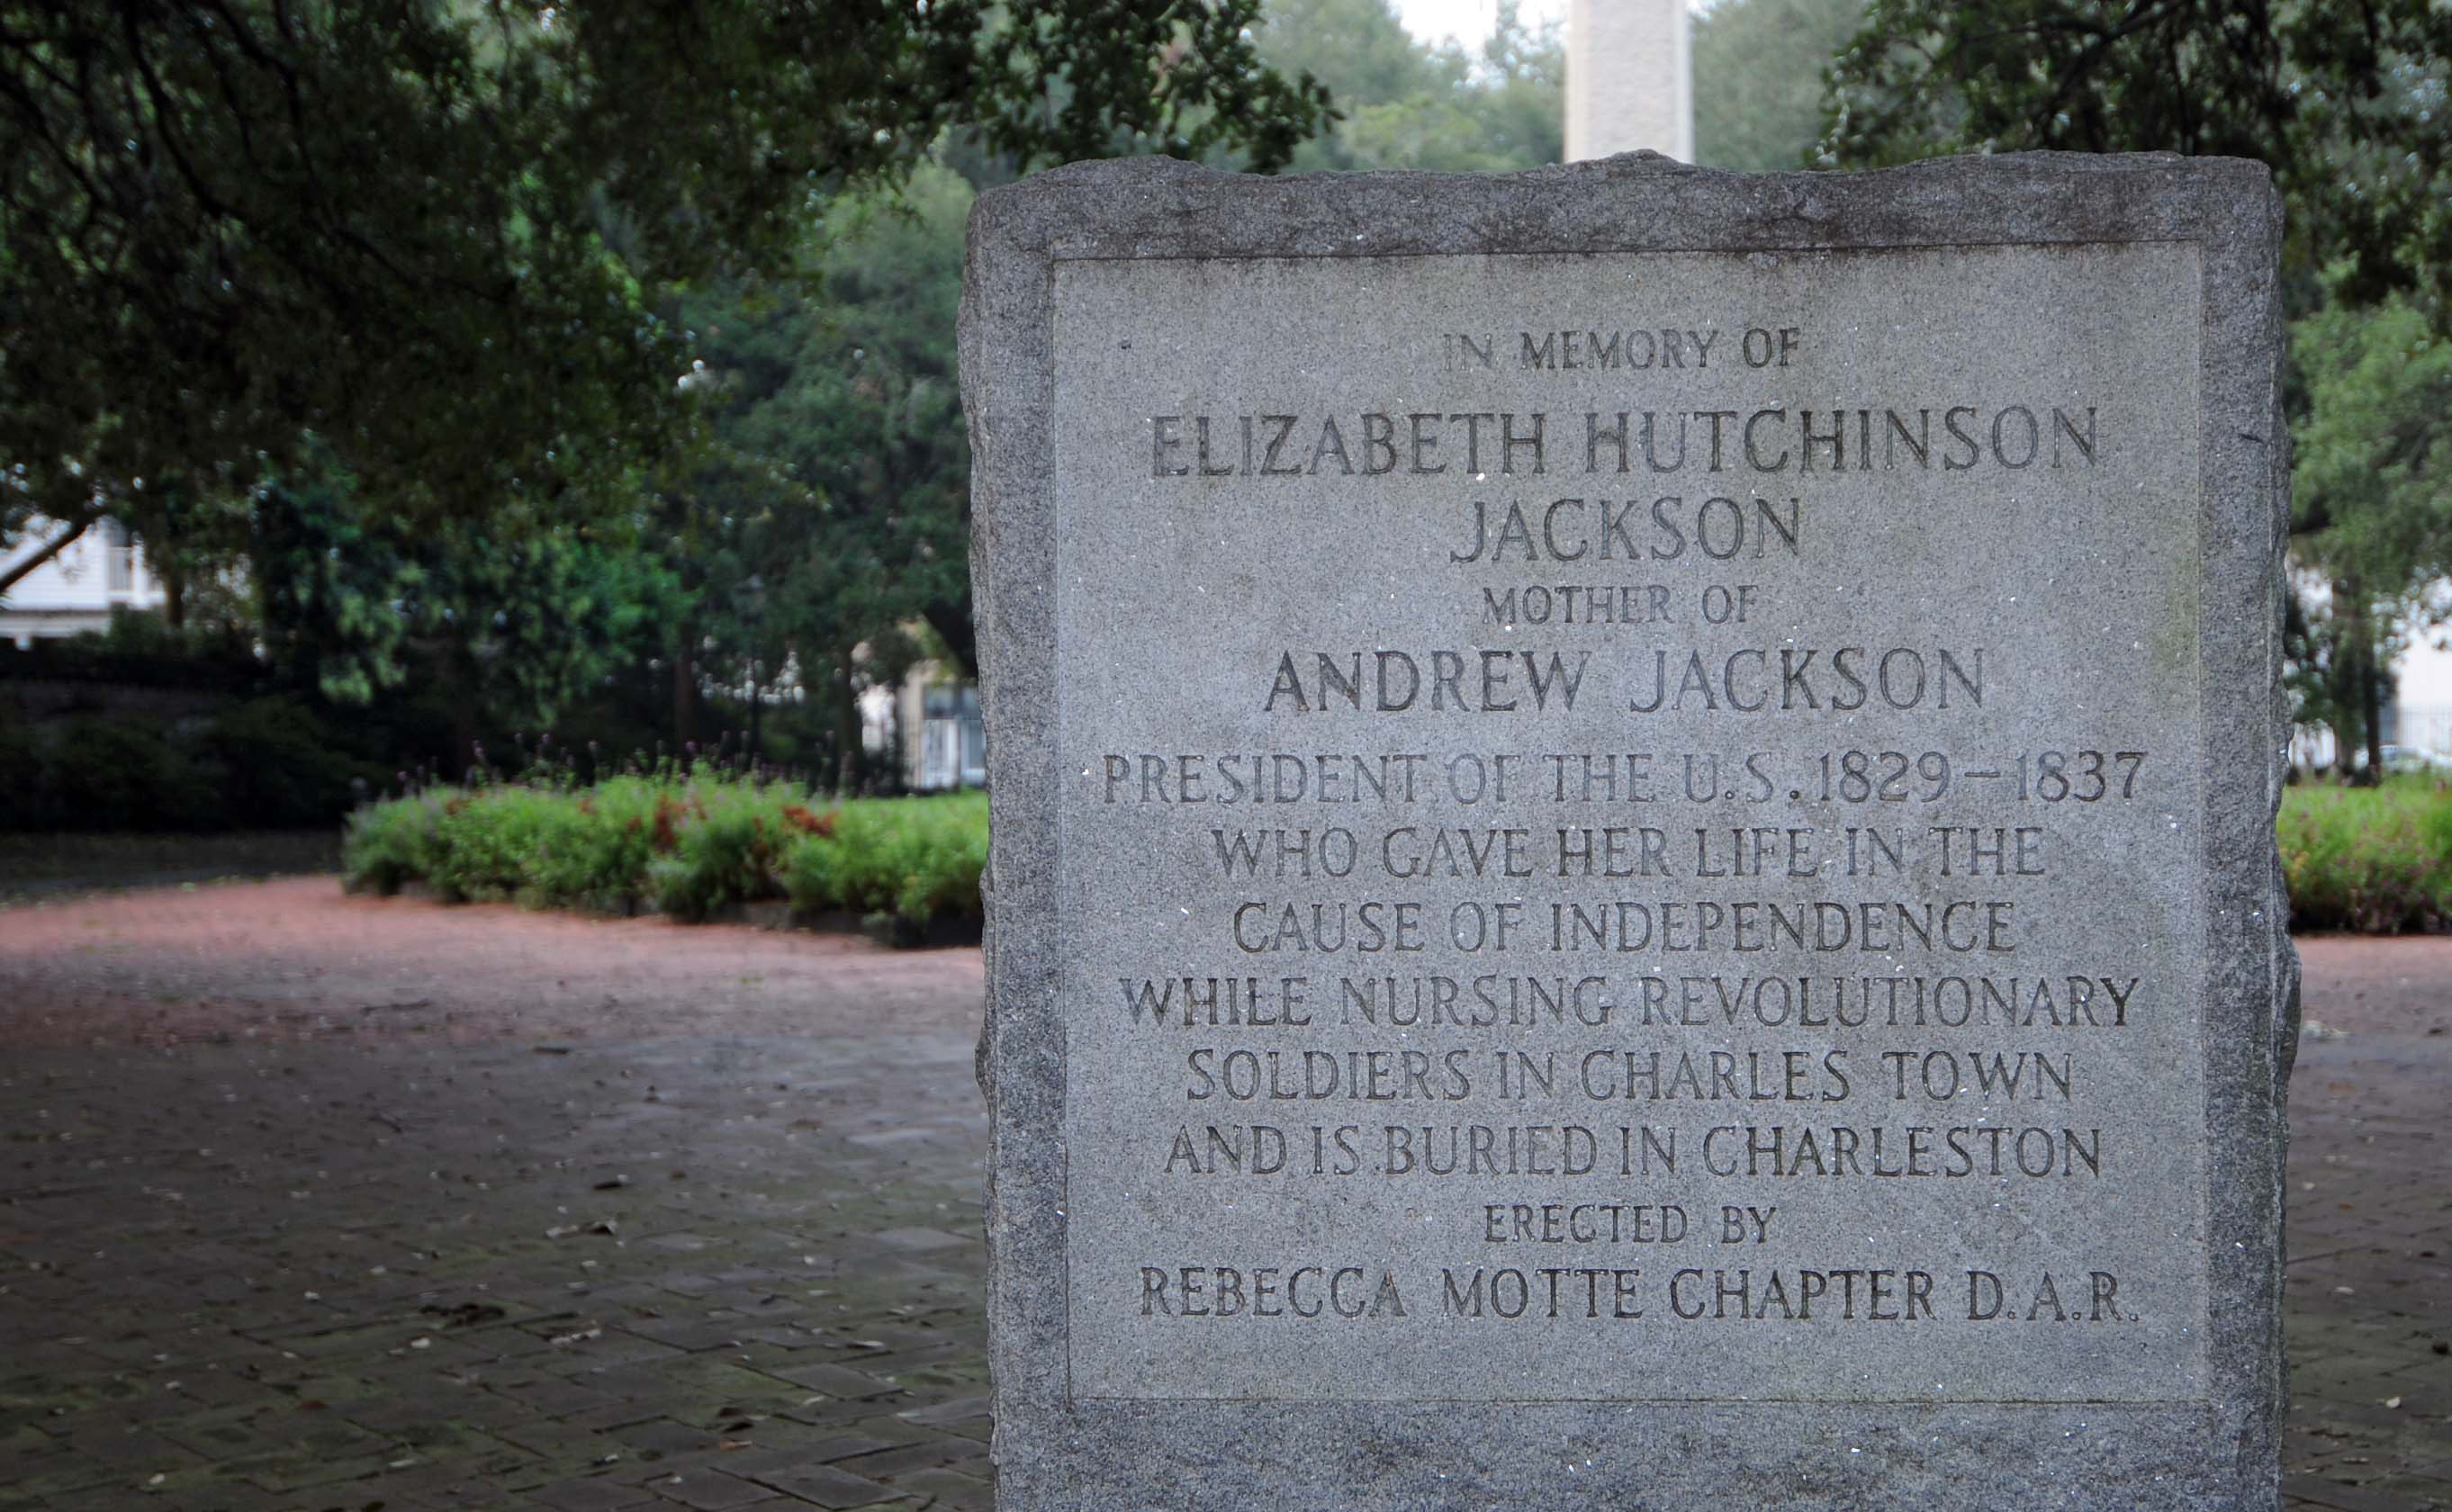 IN MEMORY OF
ELIZABETH HUTCHINSON
JACKSON
MOTHER OF
ANDREW JACKSON
PRESIDENT OF THE U.S. 1829–1837
WHO GAVE HER LIFE IN THE
CAUSE OF INDEPENDENCE
WHILE NURSING REVOLUTIONARY
SOLDIERS IN CHARLES TOWN
AND IS BURIED IN CHARLESTON
ERECTED BY
REBECCA MOTTE CHAPTER D.A.R.